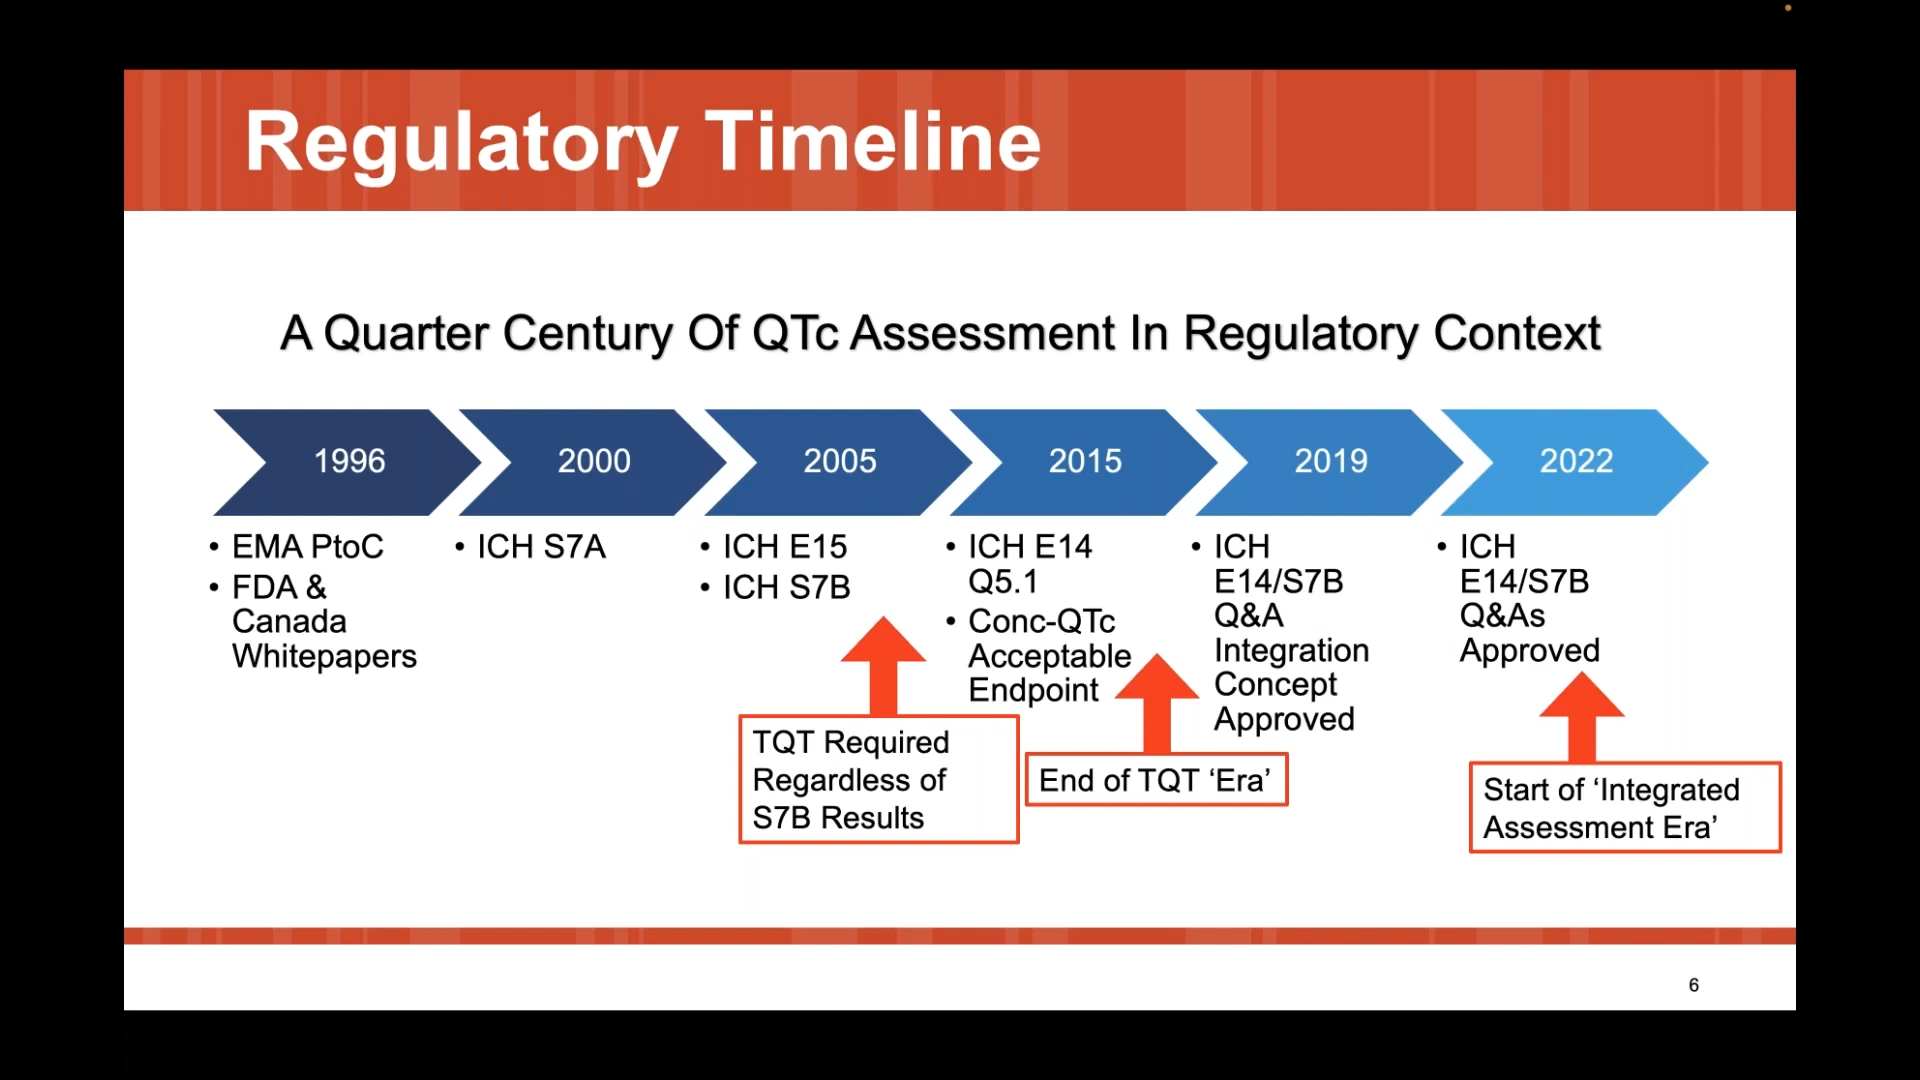 Regulatory Timeline
A Quarter Century Of QTc Assessment In Regulatory Context
1996
2000
2005
2015
2019
2022
• EMA PtoC
• FDA &
Canada
Whitepapers
• ICH S7A
• ICH E15
• ICH S7B
• ICH E14
Q5.1
• Conc-QTc
Acceptable
Endpoint
• ICH
E14/S7B
Q&A
Integration
Concept
Approved
• ICH
E14/S7B
Q&As
Approved
TQT Required
Regardless of
S7B Results
End of TQT ‘Era’
Start of ‘Integrated
Assessment Era’
6